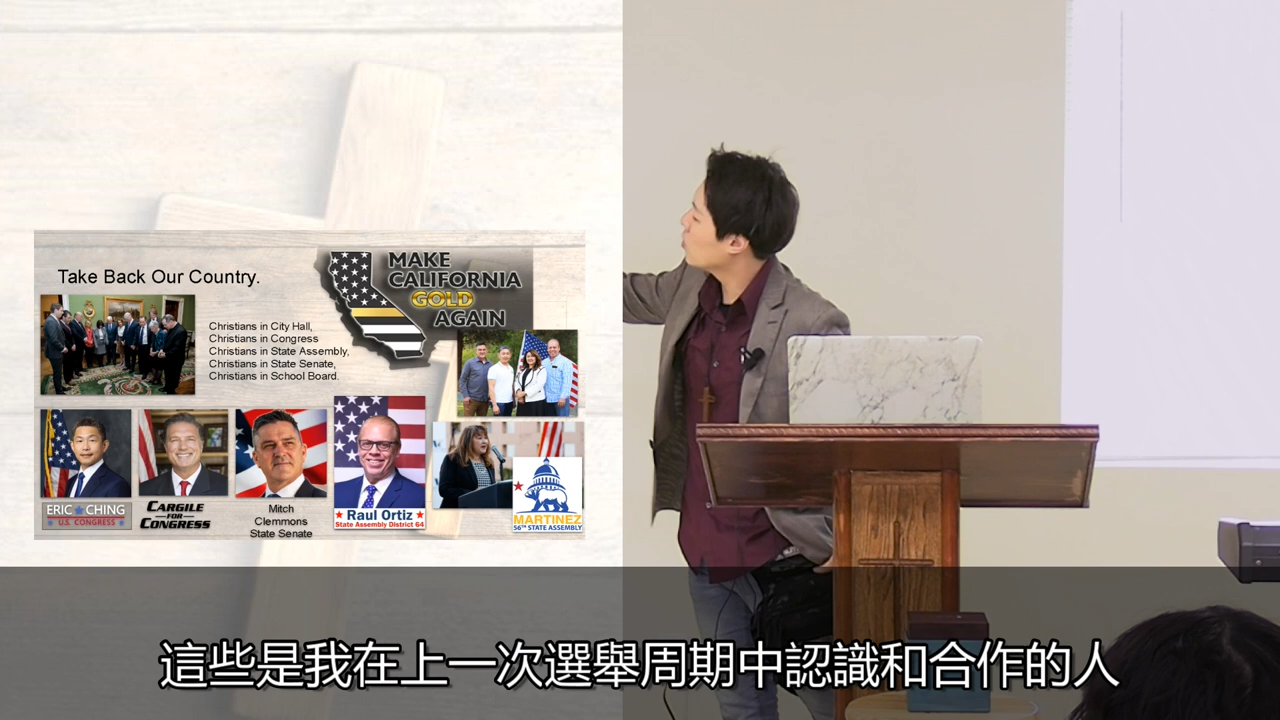 Take Back Our Country.
MAKE
CALIFORNIA
GOLD
AGAIN
Christians in City Hall,
Christians in Congress
Christians in State Assembly,
Christians in State Senate,
Christians in School Board.
ERIC CHING
U.S. CONGRESS
CARGILE
FOR
CONGRESS
Mitch
Clemmons
State Senate
Raul Ortiz
State Assembly District 64
MARTINEZ
56TH STATE ASSEMBLY
這些是我在上一次選舉周期中認識和合作的人